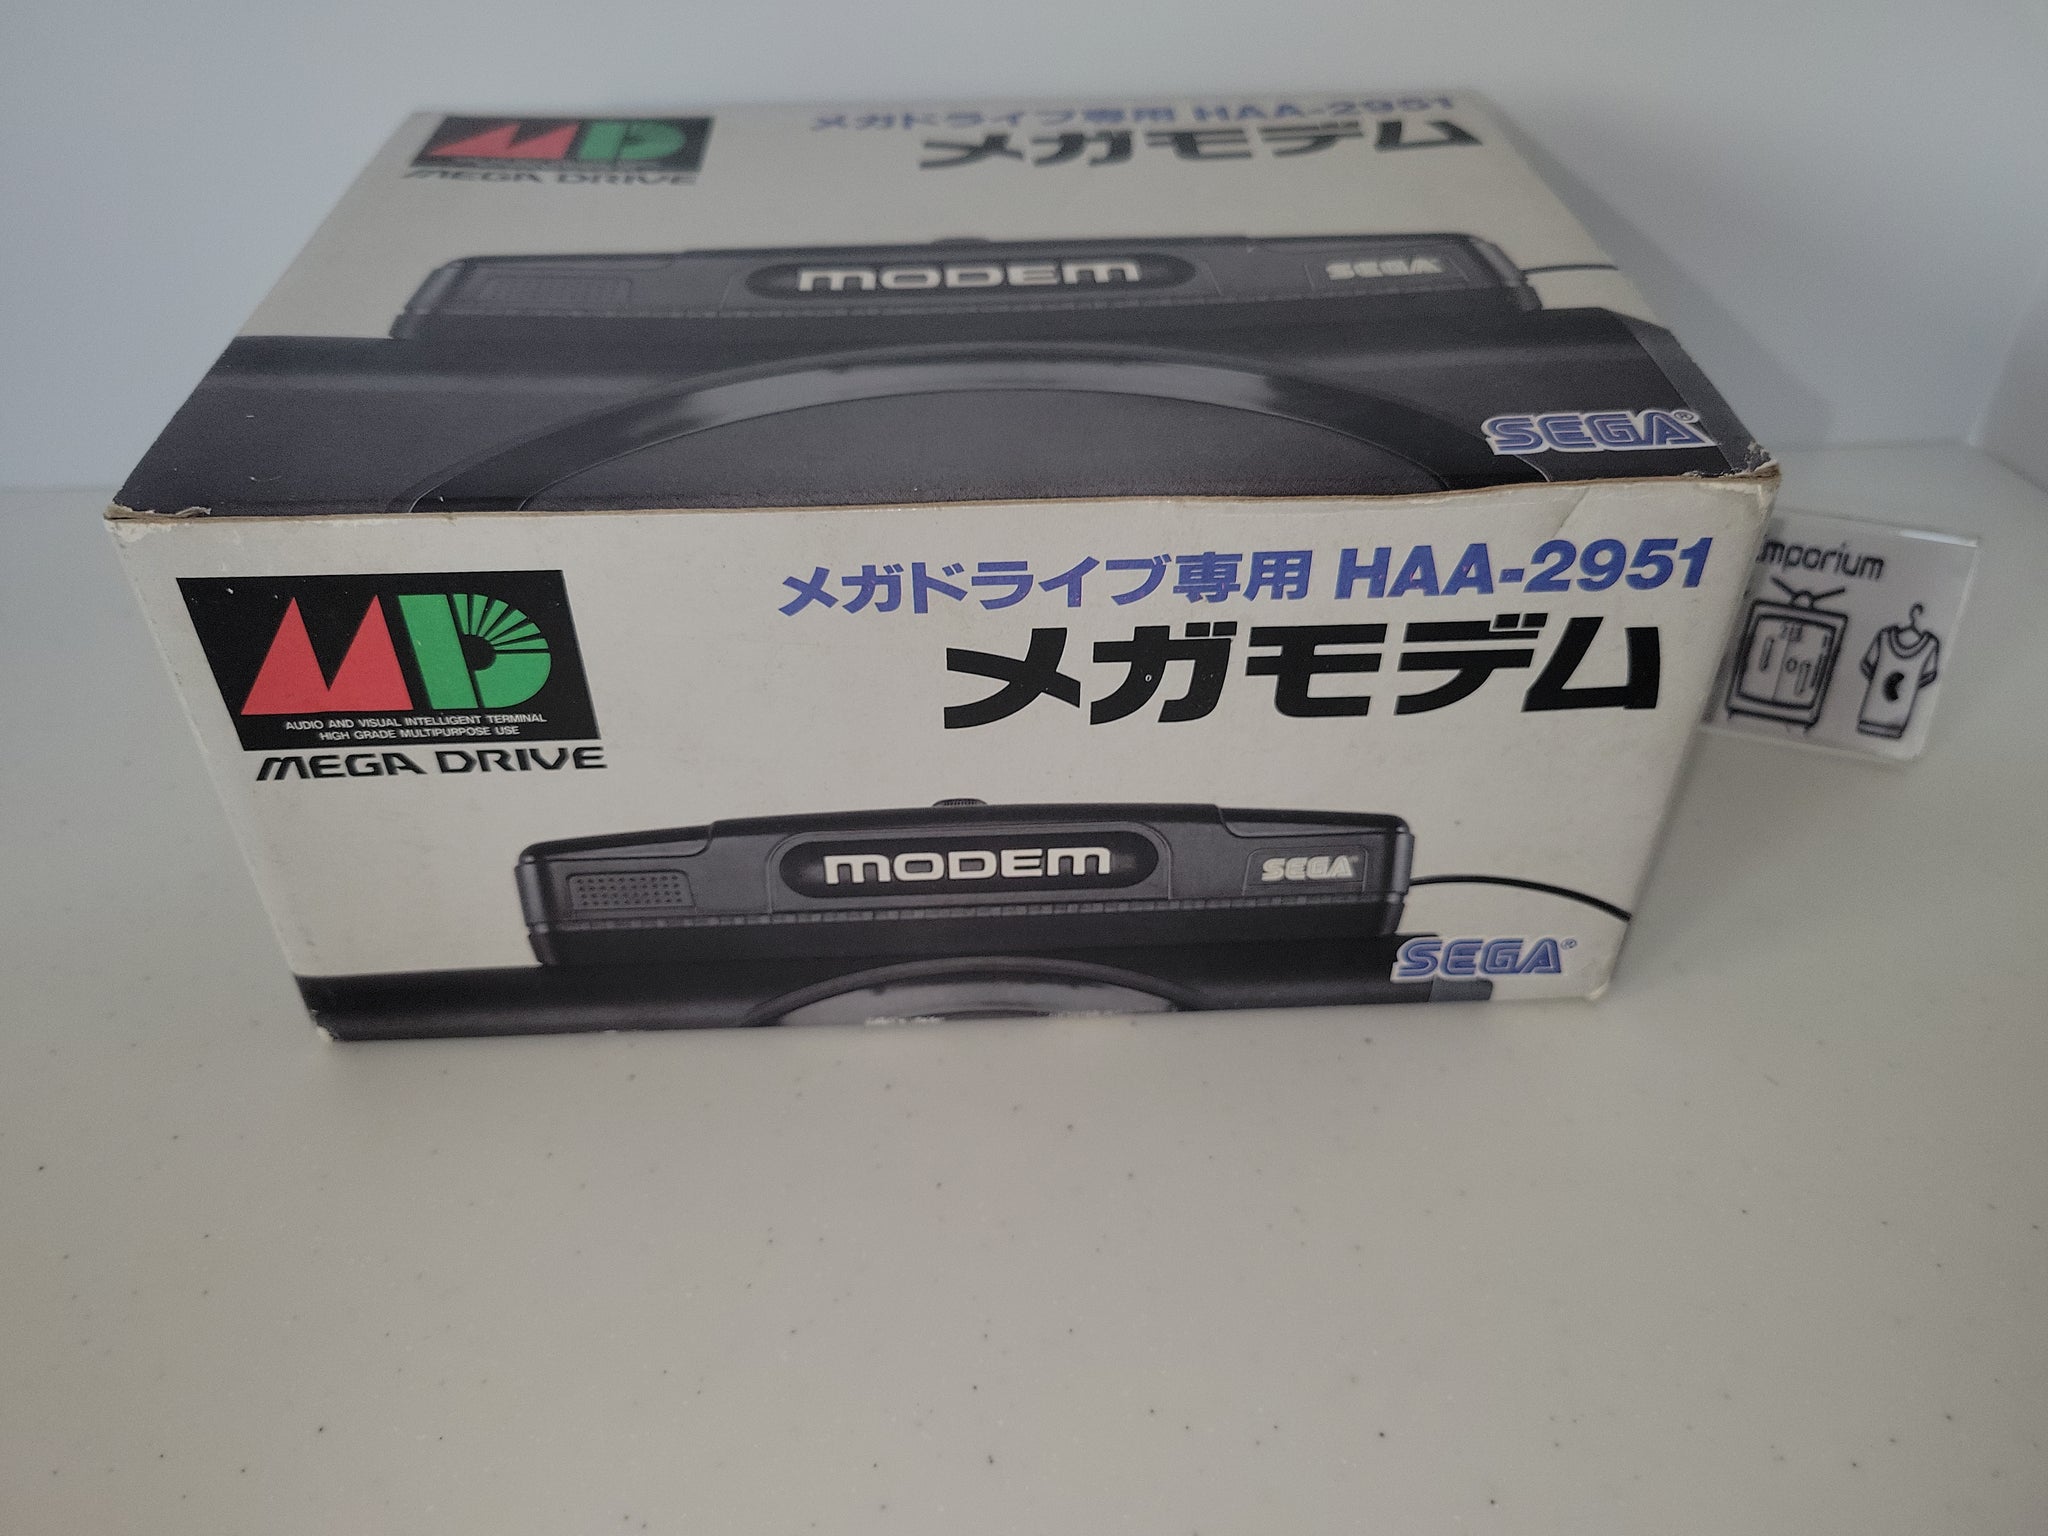 MD
MEGA DRIVE
メガドライブ専用 HAA-2951
メガモデム
MODEM
SEGA
SEGA®
MD
AUDIO AND VISUAL INTELLIGENT TERMINAL
HIGH GRADE MULTIPURPOSE USE
MEGA DRIVE
メガドライブ専用 HAA-2951
メガモデム
MODEM
SEGA
SEGA®
mporium